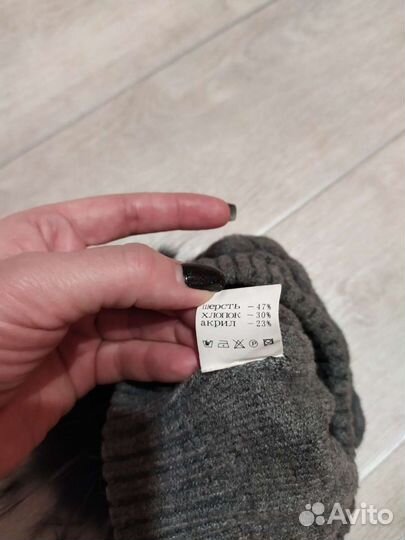 шерсть -47%
хлопок -30%
акрил -23%
Avito